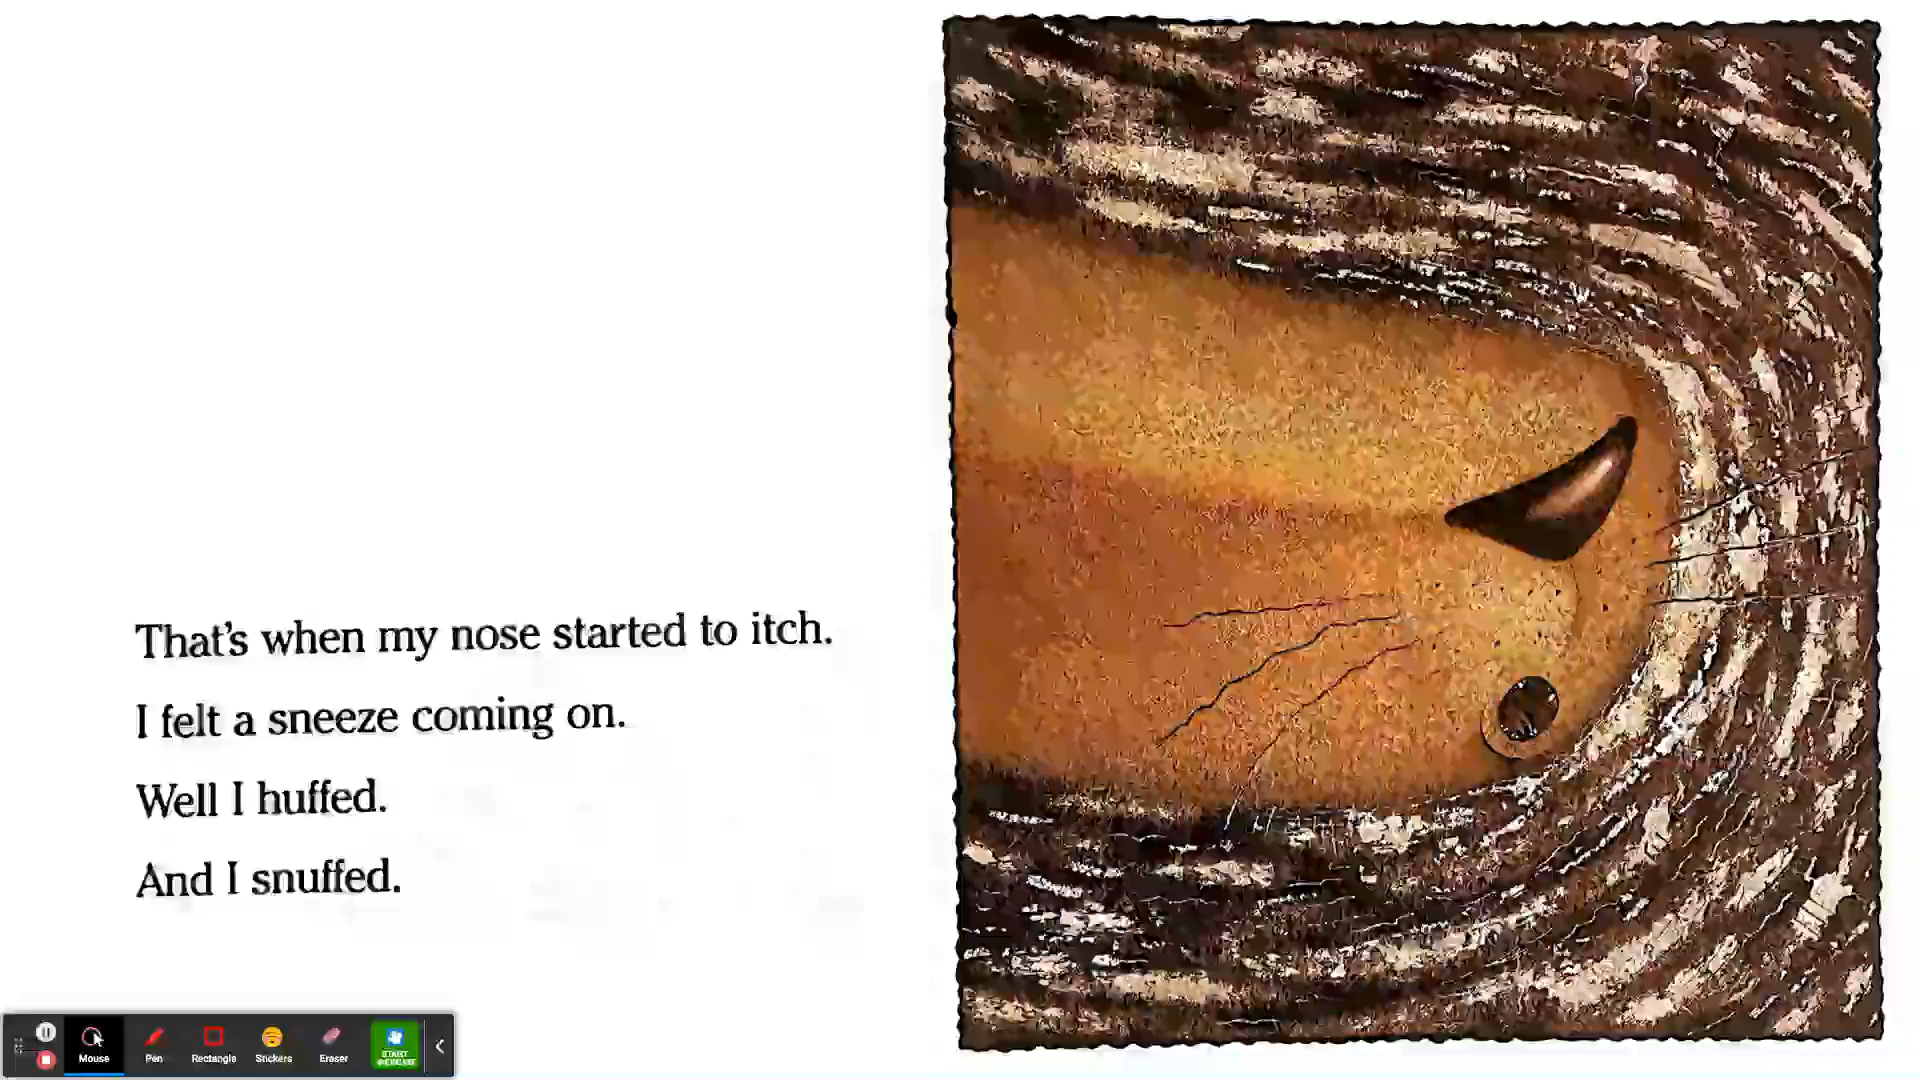 That's when my nose started to itch.
I felt a sneeze coming on.
Well I huffed.
And I snuffed.
Mouse
Pen
Rectangle
Stickers
Eraser